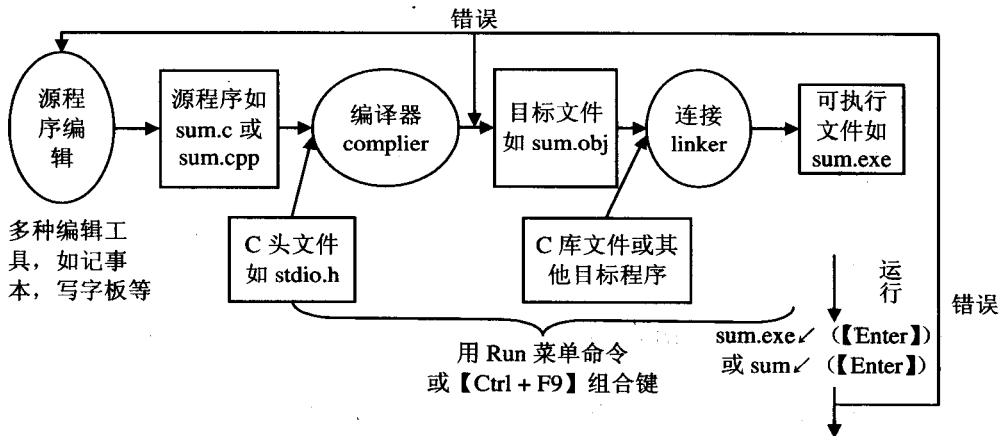 错误
源程
序编
辑
源程序如
sum.c 或
sum.cpp
编译器
complier
目标文件
如 sum.obj
连接
linker
可执行
文件如
sum.exe
多种编辑工
具，如记事
本，写字板等
C 头文件
如 stdio.h
C 库文件或其
他目标程序
运
行
错误
sum.exe↙（【Enter】）
或 sum↙（【Enter】）
用 Run 菜单命令
或【Ctrl + F9】组合键